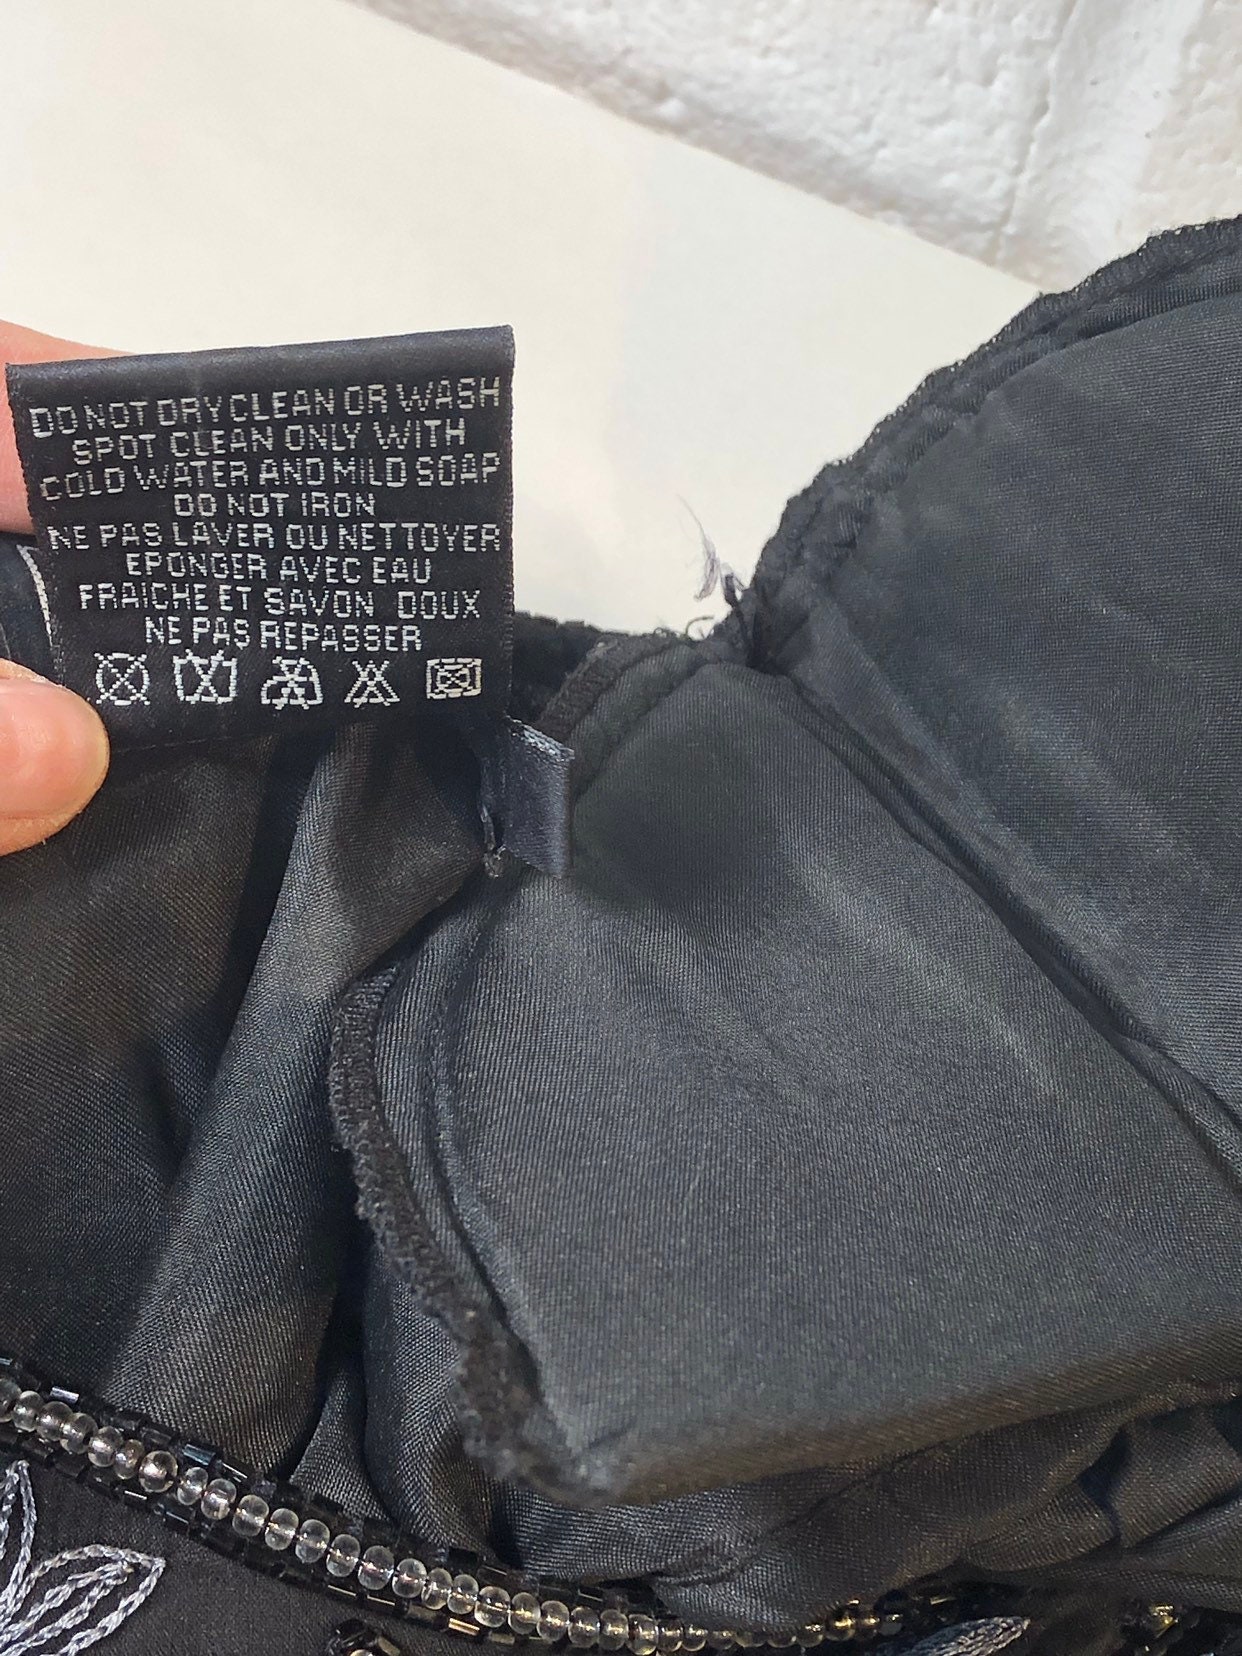 DO NOT DRY CLEAN OR WASH
SPOT CLEAN ONLY WITH
COLD WATER AND MILD SOAP
DO NOT IRON
NE PAS LAVER OU NETTOYER
EPONGER AVEC EAU
FRAICHE ET SAVON DOUX
NE PAS REPASSER